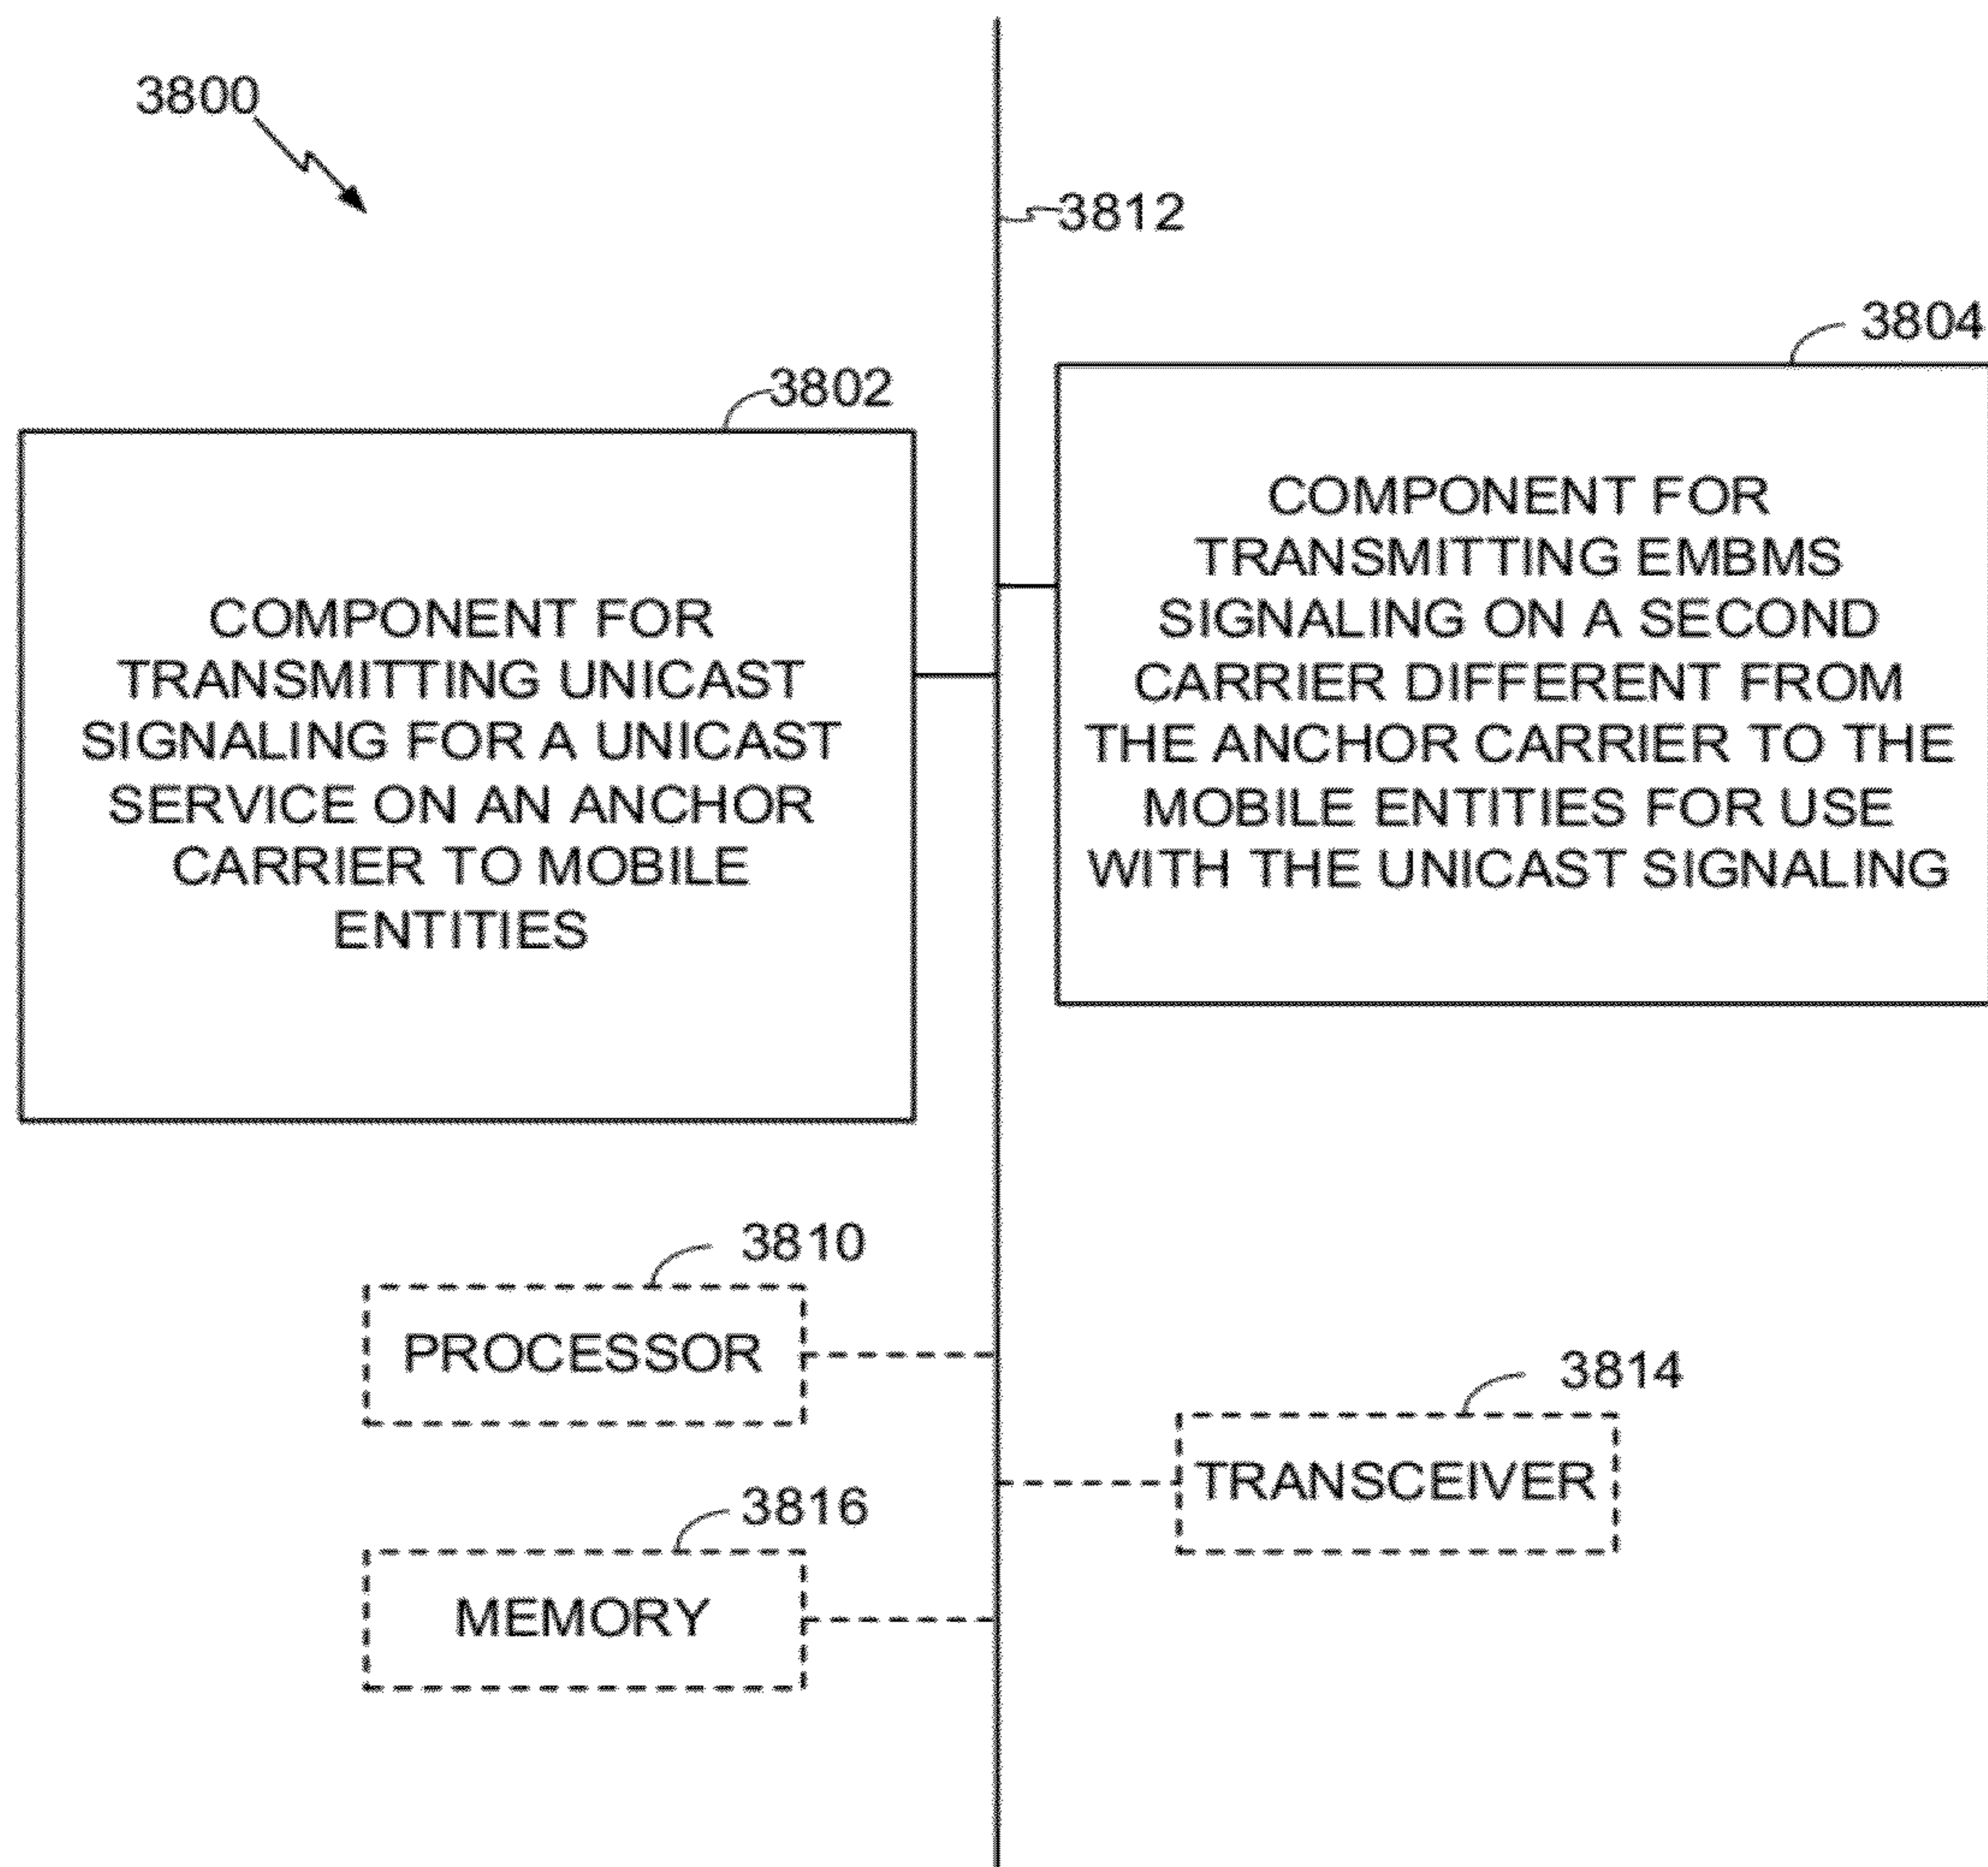 3800
3812
3804
3802
COMPONENT FOR
TRANSMITTING UNICAST
SIGNALING FOR A UNICAST
SERVICE ON AN ANCHOR
CARRIER TO MOBILE
ENTITIES
COMPONENT FOR
TRANSMITTING EMBMS
SIGNALING ON A SECOND
CARRIER DIFFERENT FROM
THE ANCHOR CARRIER TO THE
MOBILE ENTITIES FOR USE
WITH THE UNICAST SIGNALING
3810
PROCESSOR
3814
TRANSCEIVER
3816
MEMORY